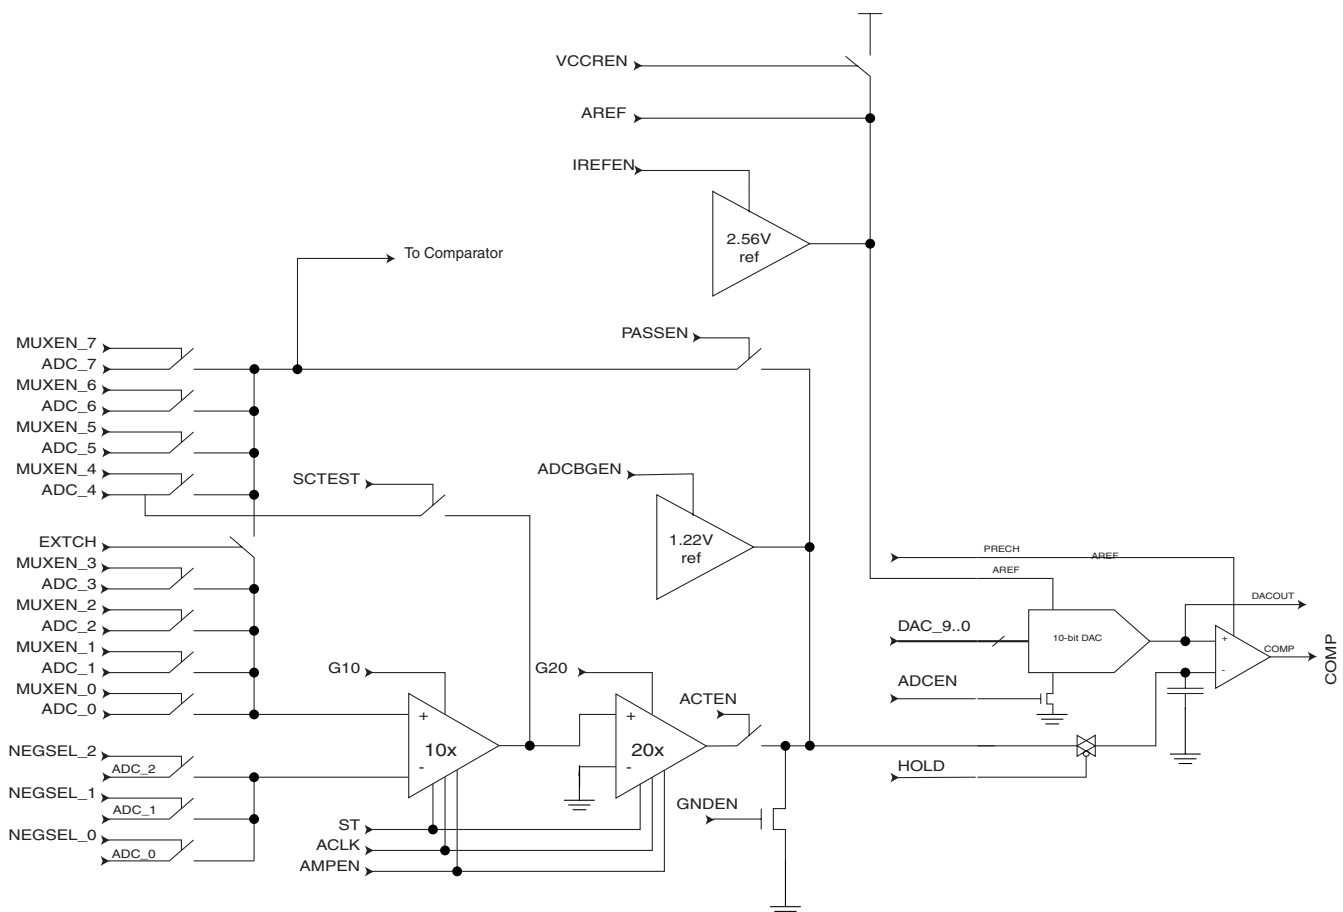 VCCREN
AREF
IREFEN
2.56V
ref
To Comparator
PASSEN
MUXEN_7
ADC_7
MUXEN_6
ADC_6
MUXEN_5
ADC_5
MUXEN_4
ADC_4
SCTEST
ADCBGEN
1.22V
ref
EXTCH
MUXEN_3
ADC_3
MUXEN_2
ADC_2
MUXEN_1
ADC_1
MUXEN_0
ADC_0
PRECH
AREF
AREF
DACOUT
DAC_9..0
10-bit DAC
+
-
COMP
COMP
ADCEN
G10
G20
ACTEN
+
10x
-
+
20x
-
HOLD
NEGSEL_2
ADC_2
NEGSEL_1
ADC_1
NEGSEL_0
ADC_0
GNDEN
ST
ACLK
AMPEN